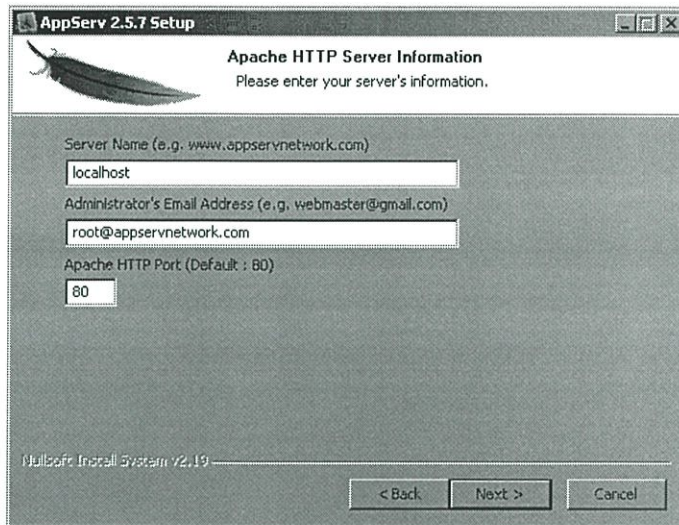 AppServ 2.5.7 Setup
Apache HTTP Server Information
Please enter your server's information.
Server Name (e.g. www.appservnetwork.com)
localhost
Administrator's Email Address (e.g. webmaster@gmail.com)
root@appservnetwork.com
Apache HTTP Port (Default : 80)
80
Nullsoft Install System v2.19
< Back
Next >
Cancel